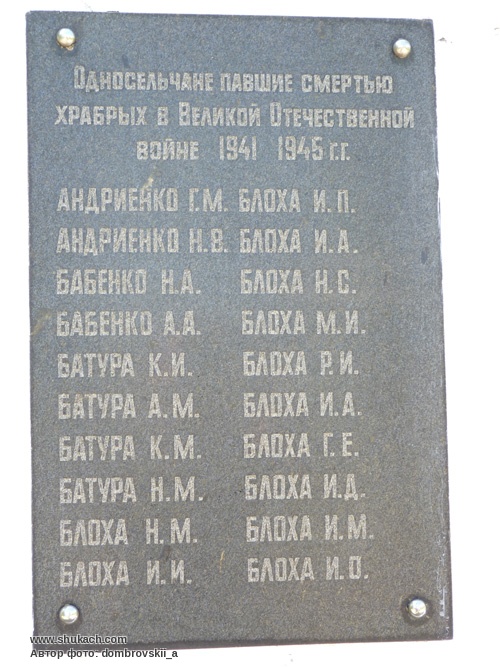 Односельчане павшие смертью
храбрых в Великой Отечественной
войне 1941 1945 г.г.
АНДРИЕНКО Г.М. БЛОХА И.П.
АНДРИЕНКО Н.В. БЛОХА И.А.
БАБЕНКО Н.А. БЛОХА Н.С.
БАБЕНКО А.А. БЛОХА М.И.
БАТУРА К.И. БЛОХА Р.И.
БАТУРА А.М. БЛОХА И.А.
БАТУРА К.М. БЛОХА Г.Е.
БАТУРА Н.М. БЛОХА И.Д.
БЛОХА Н.М. БЛОХА И.М.
БЛОХА И.И. БЛОХА И.О.
www.shukach.com
Автор фото: dombrovskii_a